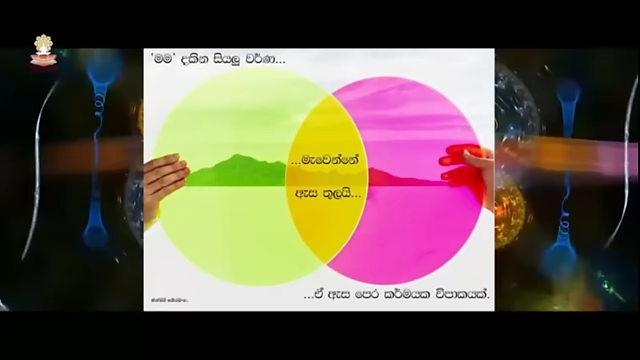 'මම' දකින සියලු වර්ණ...
...මැවෙන්නේ
ඇස තුලයි...
...ඒ ඇස පෙර කර්මයක විපාකයක්.